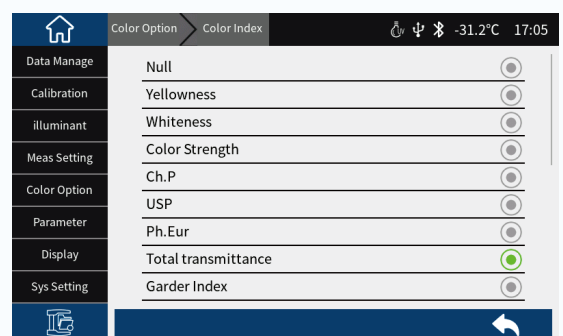 Color Option Color Index UV -31.2°C 17:05
Data Manage
Calibration
illuminant
Meas Setting
Color Option
Parameter
Display
Sys Setting
Null
Yellowness
Whiteness
Color Strength
Ch.P
USP
Ph.Eur
Total transmittance
Garder Index